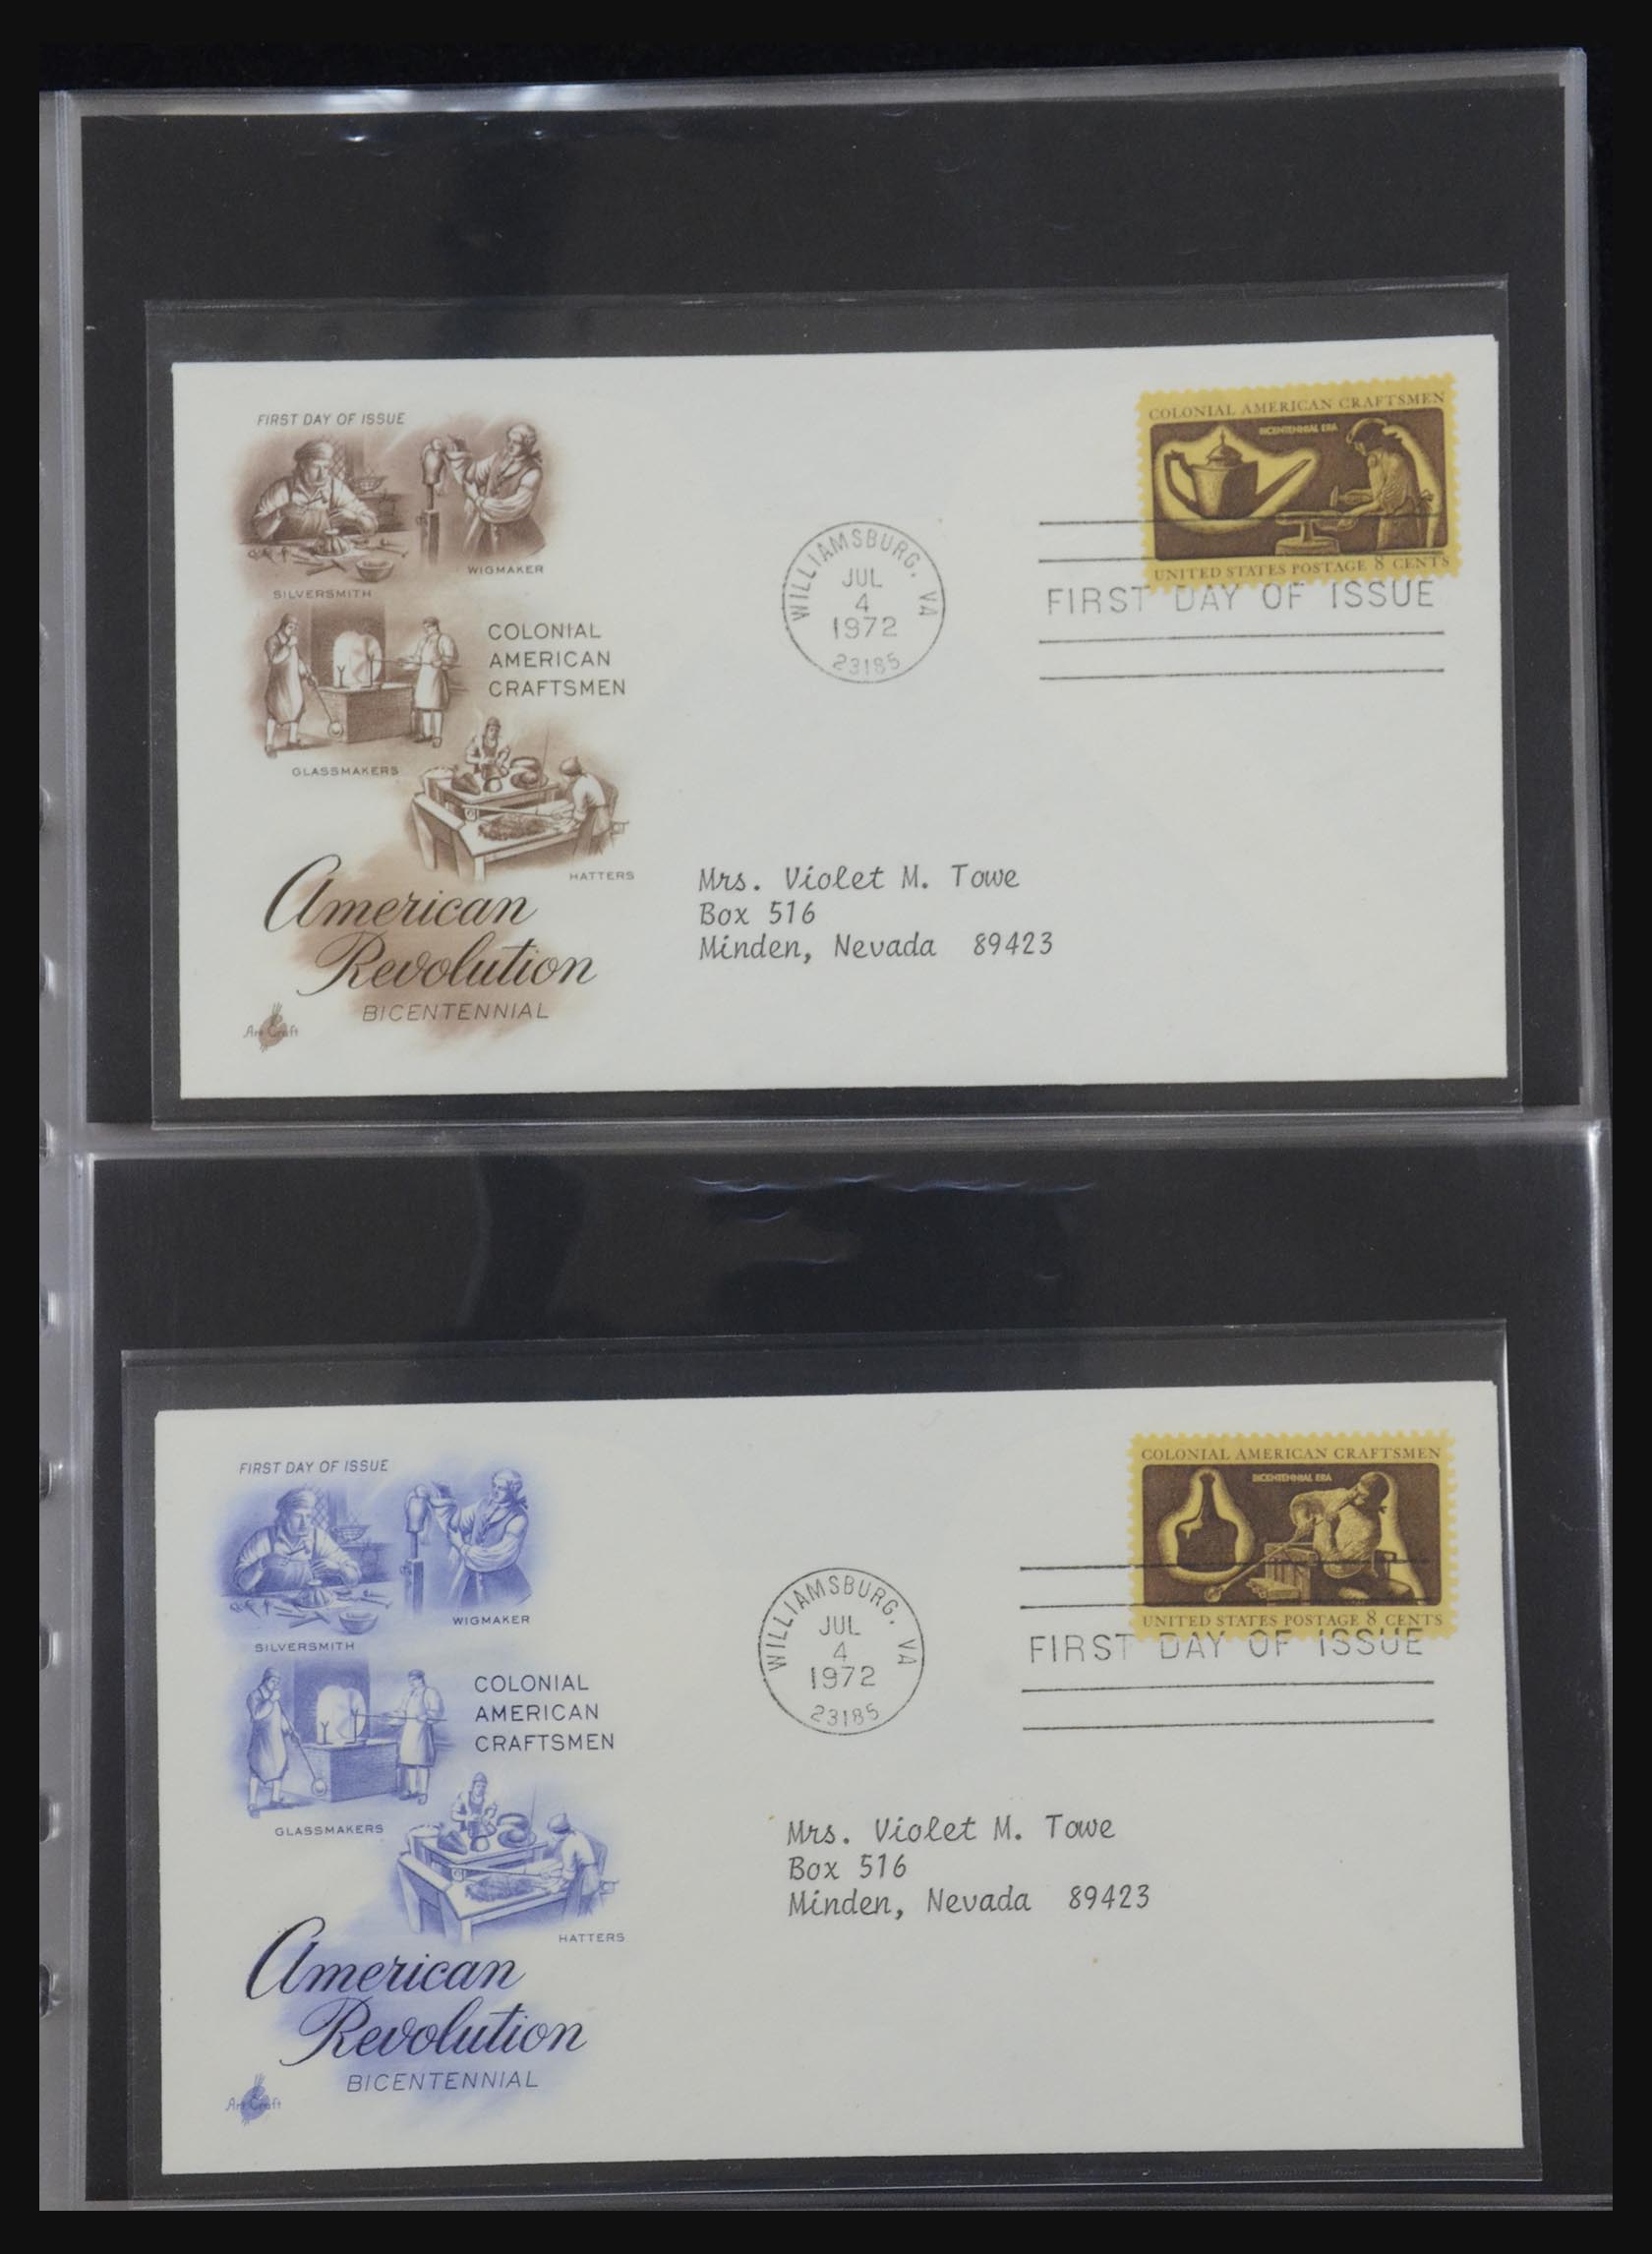 FIRST DAY OF ISSUE
WIGMAKER
SILVERSMITH
COLONIAL
AMERICAN
CRAFTSMEN
GLASSMAKERS
HATTERS
American
Revolution
BICENTENNIAL
Art Craft
WILLIAMSBURG, VA
JUL
4
1972
23185
COLONIAL AMERICAN CRAFTSMEN
BICENTENNIAL ERA
UNITED STATES POSTAGE 8 CENTS
FIRST DAY OF ISSUE
Mrs. Violet M. Towe
Box 516
Minden, Nevada 89423
FIRST DAY OF ISSUE
WIGMAKER
SILVERSMITH
COLONIAL
AMERICAN
CRAFTSMEN
GLASSMAKERS
HATTERS
American
Revolution
BICENTENNIAL
Art Craft
WILLIAMSBURG, VA
JUL
4
1972
23185
COLONIAL AMERICAN CRAFTSMEN
BICENTENNIAL ERA
UNITED STATES POSTAGE 8 CENTS
FIRST DAY OF ISSUE
Mrs. Violet M. Towe
Box 516
Minden, Nevada 89423